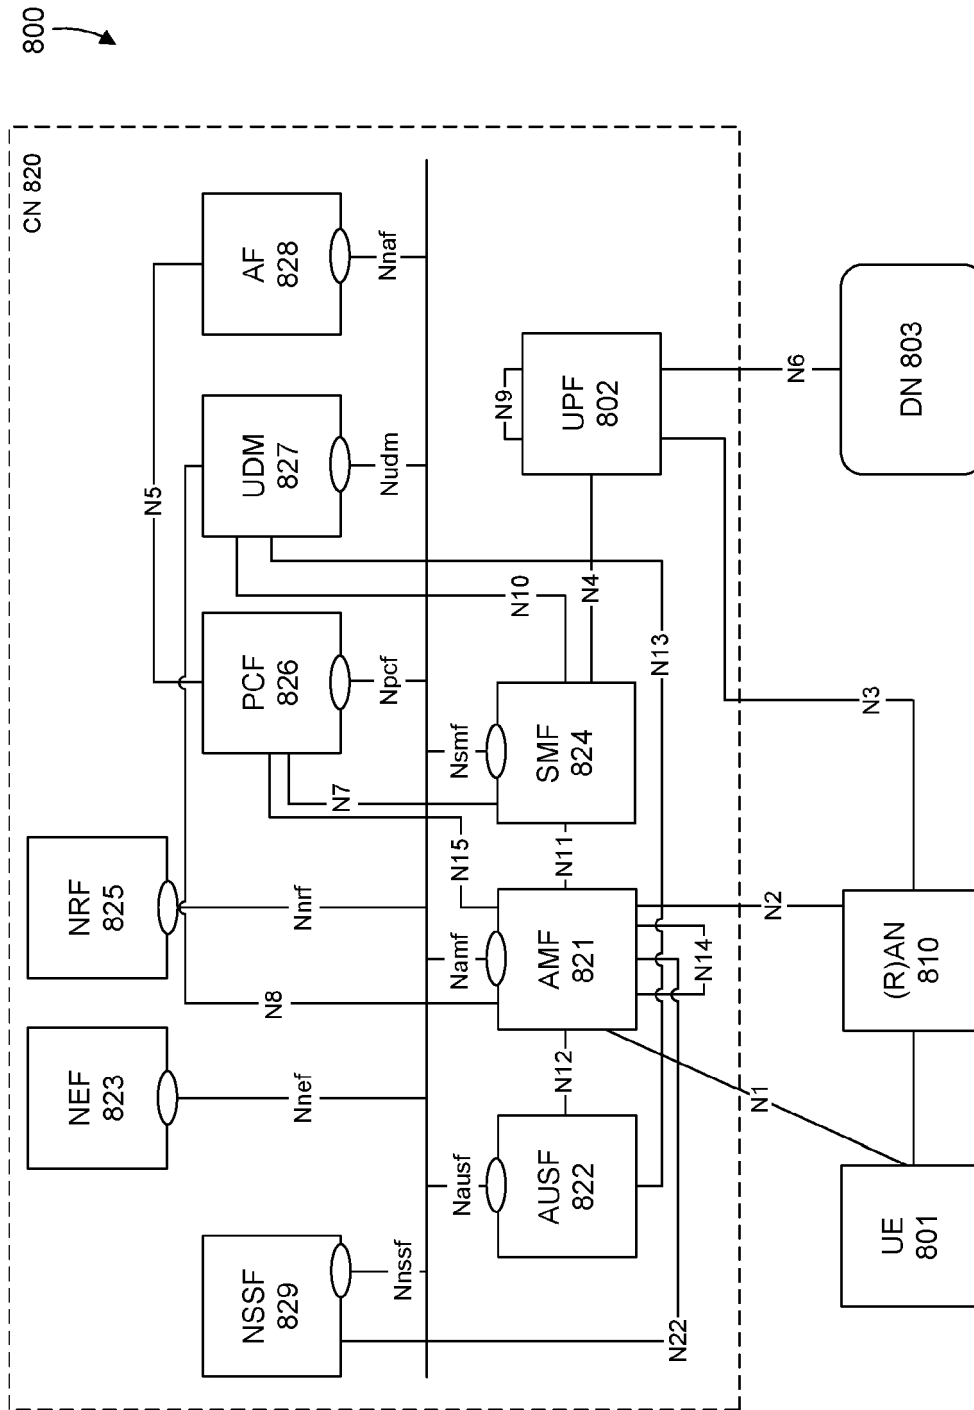 800
CN 820
NSSF
829
NEF
823
NRF
825
PCF
826
UDM
827
AF
828
N5
N8
Nnssf
Nnef
Nnrf
Npcf
Nudm
Nnaf
N15
N7
N10
Nausf
Namf
Nsmf
AUSF
822
N12
AMF
821
N11
SMF
824
N4
UPF
802
N9
N13
N22
N14
N1
N2
N3
N6
UE
801
(R)AN
810
DN 803